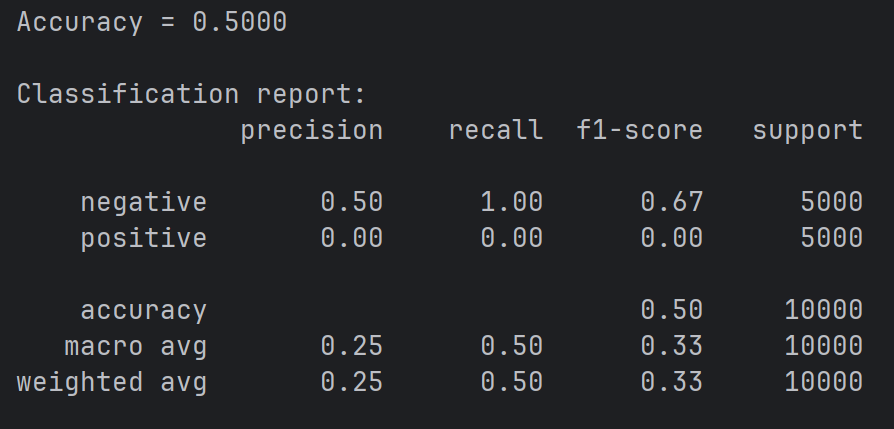 Accuracy = 0.5000
Classification report:
precision recall f1-score support
negative 0.50 1.00 0.67 5000
positive 0.00 0.00 0.00 5000
accuracy 0.50 10000
macro avg 0.25 0.50 0.33 10000
weighted avg 0.25 0.50 0.33 10000